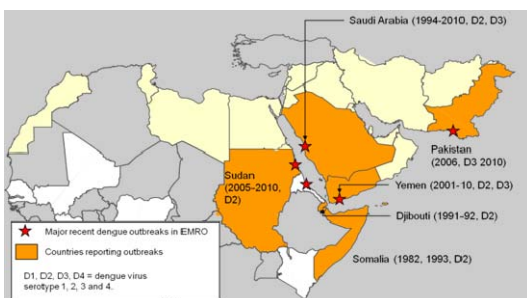 Saudi Arabia (1994-2010, D2, D3)
Pakistan
(2006, D3 2010)
Sudan
(2005-2010,
D2)
Yemen (2001-10, D2, D3)
Djibouti (1991-92, D2)
Somalia (1982, 1993, D2)
Major recent dengue outbreaks in EMRO
Countries reporting outbreaks
D1, D2, D3, D4 = dengue virus
serotype 1, 2, 3 and 4.